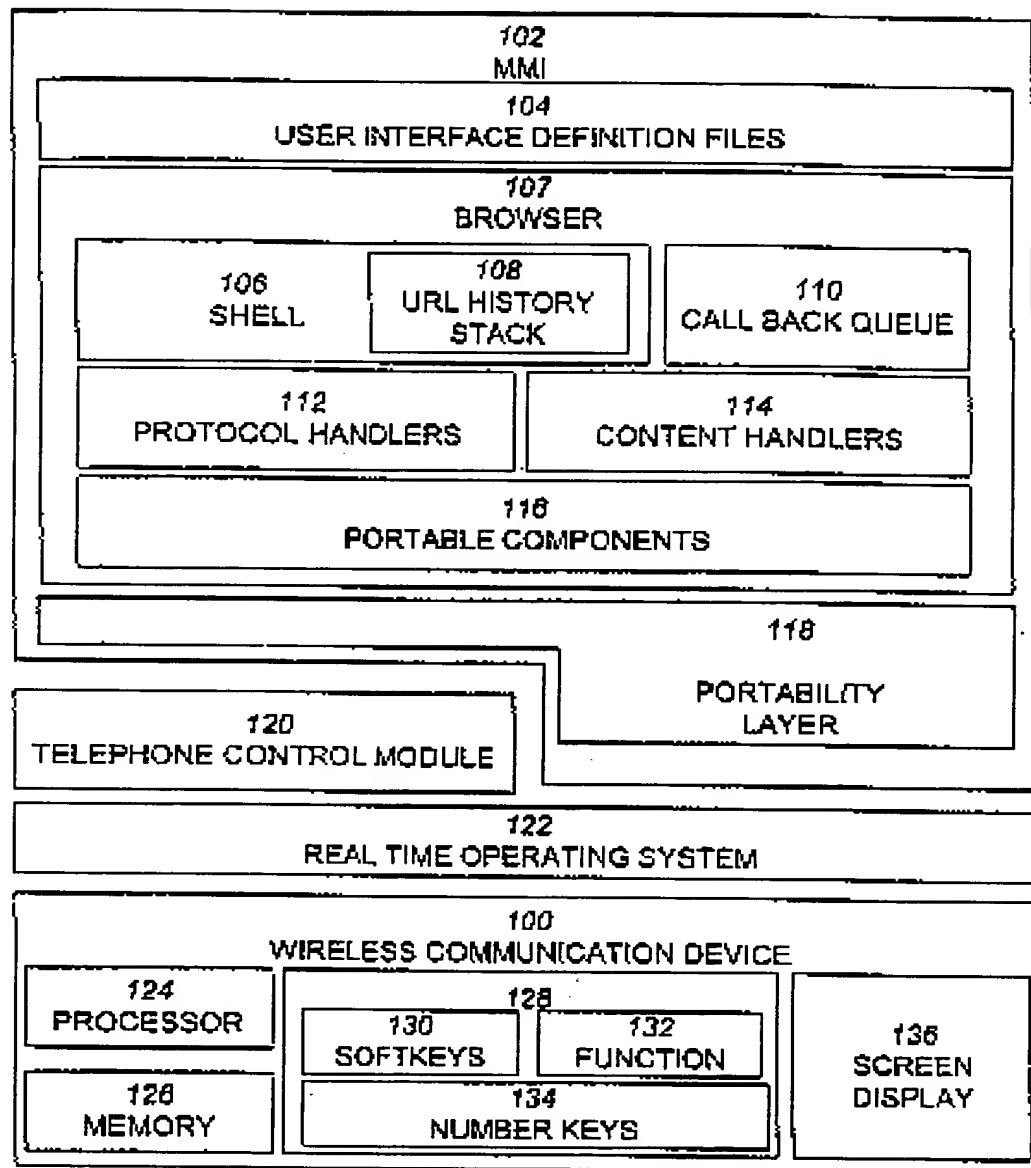 102
MMI
104
USER INTERFACE DEFINITION FILES
107
BROWSER
106
SHELL
108
URL HISTORY
STACK
110
CALL BACK QUEUE
112
PROTOCOL HANDLERS
114
CONTENT HANDLERS
116
PORTABLE COMPONENTS
118
PORTABILITY
LAYER
120
TELEPHONE CONTROL MODULE
122
REAL TIME OPERATING SYSTEM
100
WIRELESS COMMUNICATION DEVICE
124
PROCESSOR
126
MEMORY
128
130
SOFTKEYS
132
FUNCTION
134
NUMBER KEYS
136
SCREEN
DISPLAY